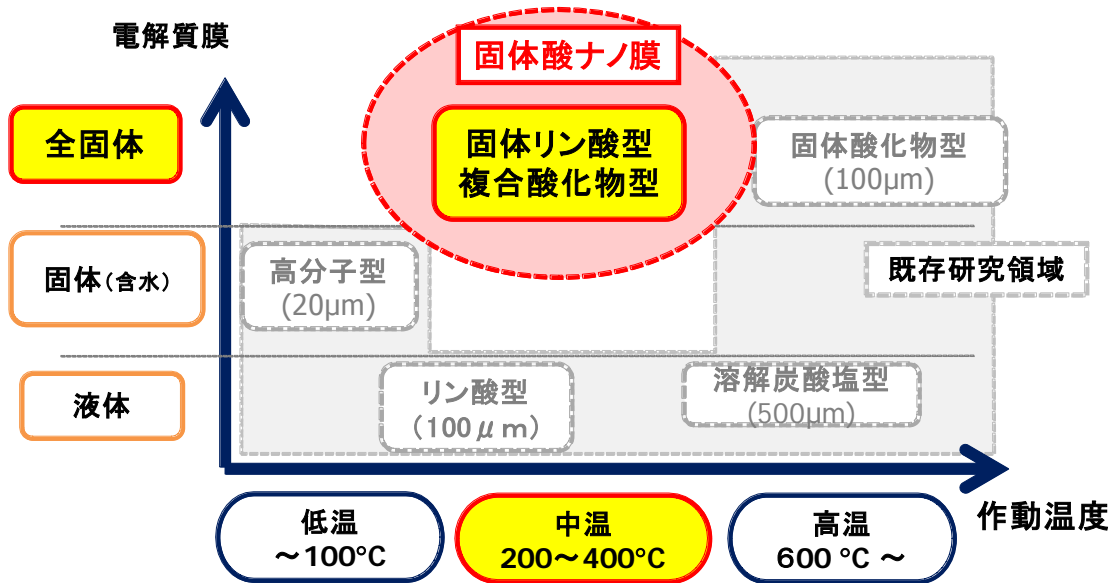 電解質膜
固体酸ナノ膜
全固体
固体リン酸型
複合酸化物型
固体酸化物型
(100μm)
固体(含水)
高分子型
(20μm)
既存研究領域
液体
リン酸型
(100μm)
溶解炭酸塩型
(500μm)
低温
～100°C
中温
200～400°C
高温
600 °C ～
作動温度